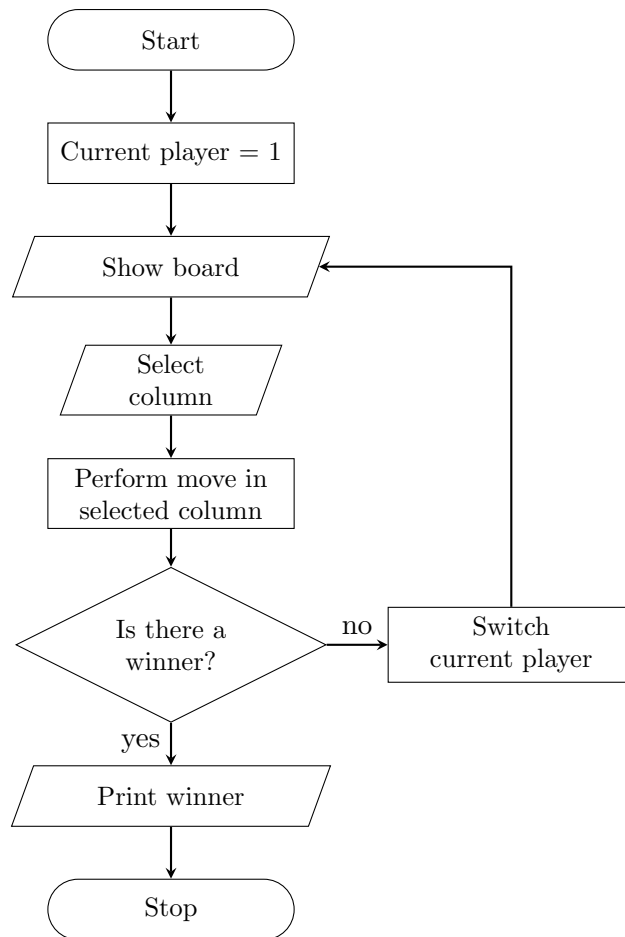 Start
Current player = 1
Show board
Select
column
Perform move in
selected column
Is there a
winner?
no
Switch
current player
yes
Print winner
Stop